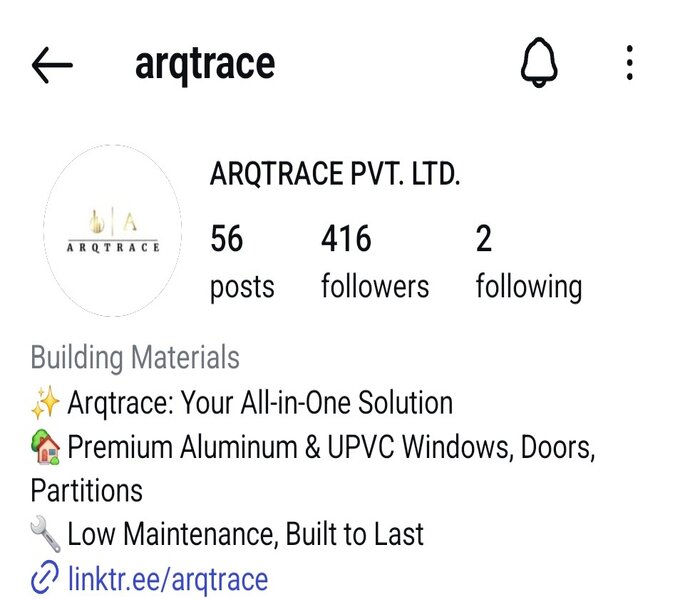 arqtrace
ARQTRACE PVT. LTD.
ARQTRACE
56 416 2
posts followers following
Building Materials
✨ Arqtrace: Your All-in-One Solution
🏡 Premium Aluminum & UPVC Windows, Doors,
Partitions
🔧 Low Maintenance, Built to Last
linktr.ee/arqtrace